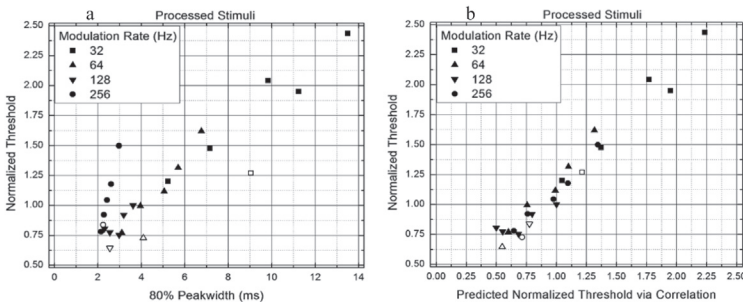 a
Processed Stimuli
2.50
2.25
2.00
1.75
1.50
1.25
1.00
0.75
0.50
Normalized Threshold
Modulation Rate (Hz)
32
64
128
256
0 2 4 6 8 10 12 14
80% Peakwidth (ms)
b
Processed Stimuli
2.50
2.25
2.00
1.75
1.50
1.25
1.00
0.75
0.50
Normalized Threshold
Modulation Rate (Hz)
32
64
128
256
0.00 0.25 0.50 0.75 1.00 1.25 1.50 1.75 2.00 2.25 2.50
Predicted Normalized Threshold via Correlation